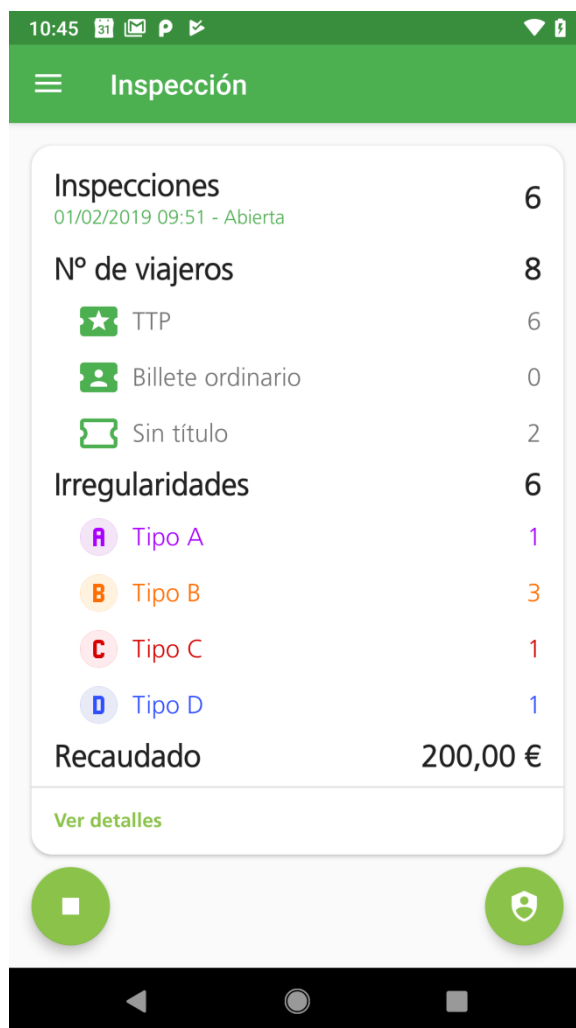 10:45 31
Inspección
Inspecciones 6
01/02/2019 09:51 - Abierta
Nº de viajeros 8
TTP 6
Billete ordinario 0
Sin título 2
Irregularidades 6
A Tipo A 1
B Tipo B 3
C Tipo C 1
D Tipo D 1
Recaudado 200,00 €
Ver detalles